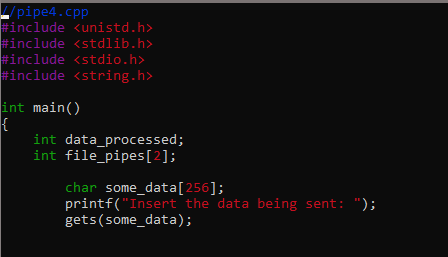 //pipe4.cpp
#include <unistd.h>
#include <stdlib.h>
#include <stdio.h>
#include <string.h>

int main()
{
    int data_processed;
    int file_pipes[2];

        char some_data[256];
        printf("Insert the data being sent: ");
        gets(some_data);